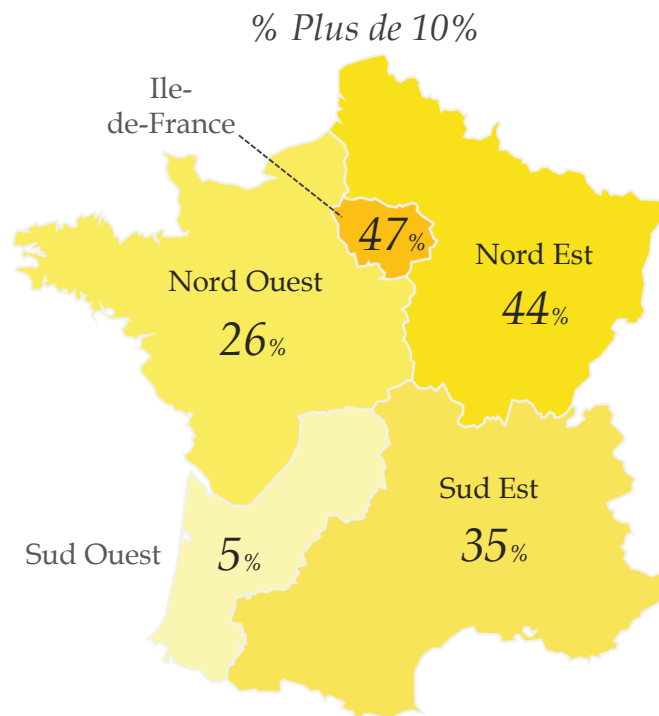 % Plus de 10%
Ile-
de-France
47%
Nord Est
44%
Nord Ouest
26%
Sud Est
35%
Sud Ouest
5%